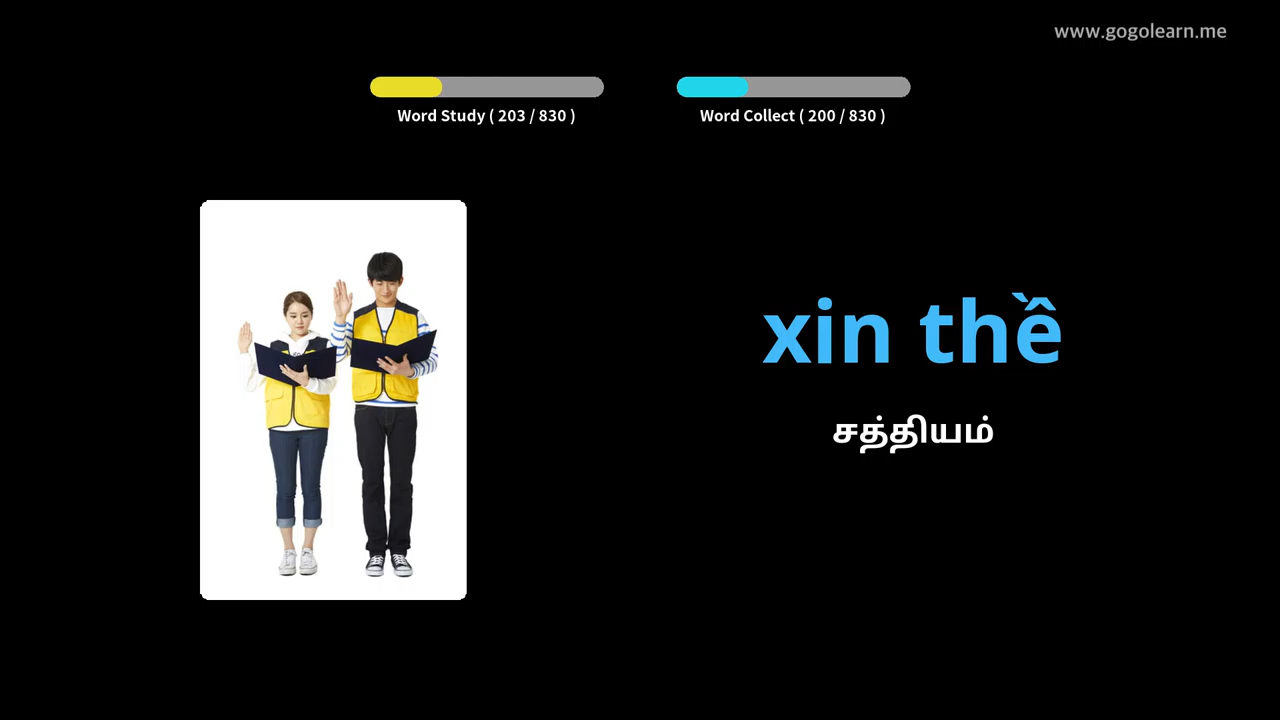 www.gogolearn.me
Word Study ( 203 / 830 )
Word Collect ( 200 / 830 )
xin thề
சத்தியம்